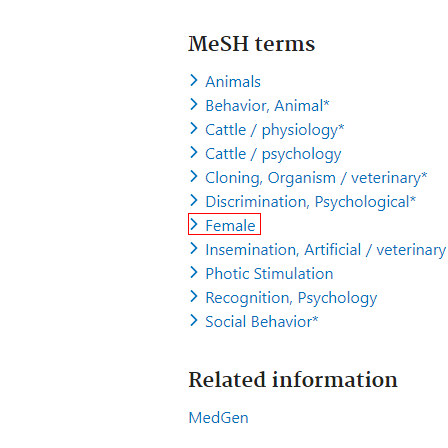 MeSH terms
Animals
Behavior, Animal*
Cattle / physiology*
Cattle / psychology
Cloning, Organism / veterinary*
Discrimination, Psychological*
Female
Insemination, Artificial / veterinary
Photic Stimulation
Recognition, Psychology
Social Behavior*
Related information
MedGen